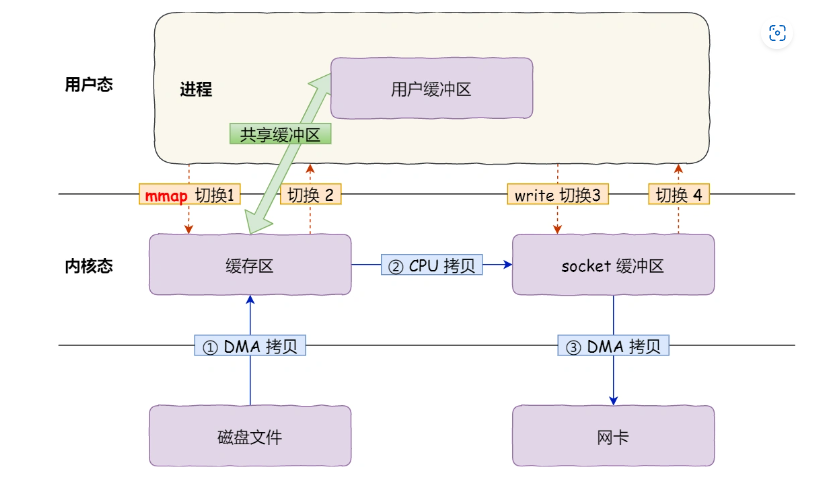 用户态
进程
用户缓冲区
共享缓冲区
mmap 切换1
切换 2
write 切换3
切换 4
内核态
缓存区
② CPU 拷贝
socket 缓冲区
① DMA 拷贝
③ DMA 拷贝
磁盘文件
网卡